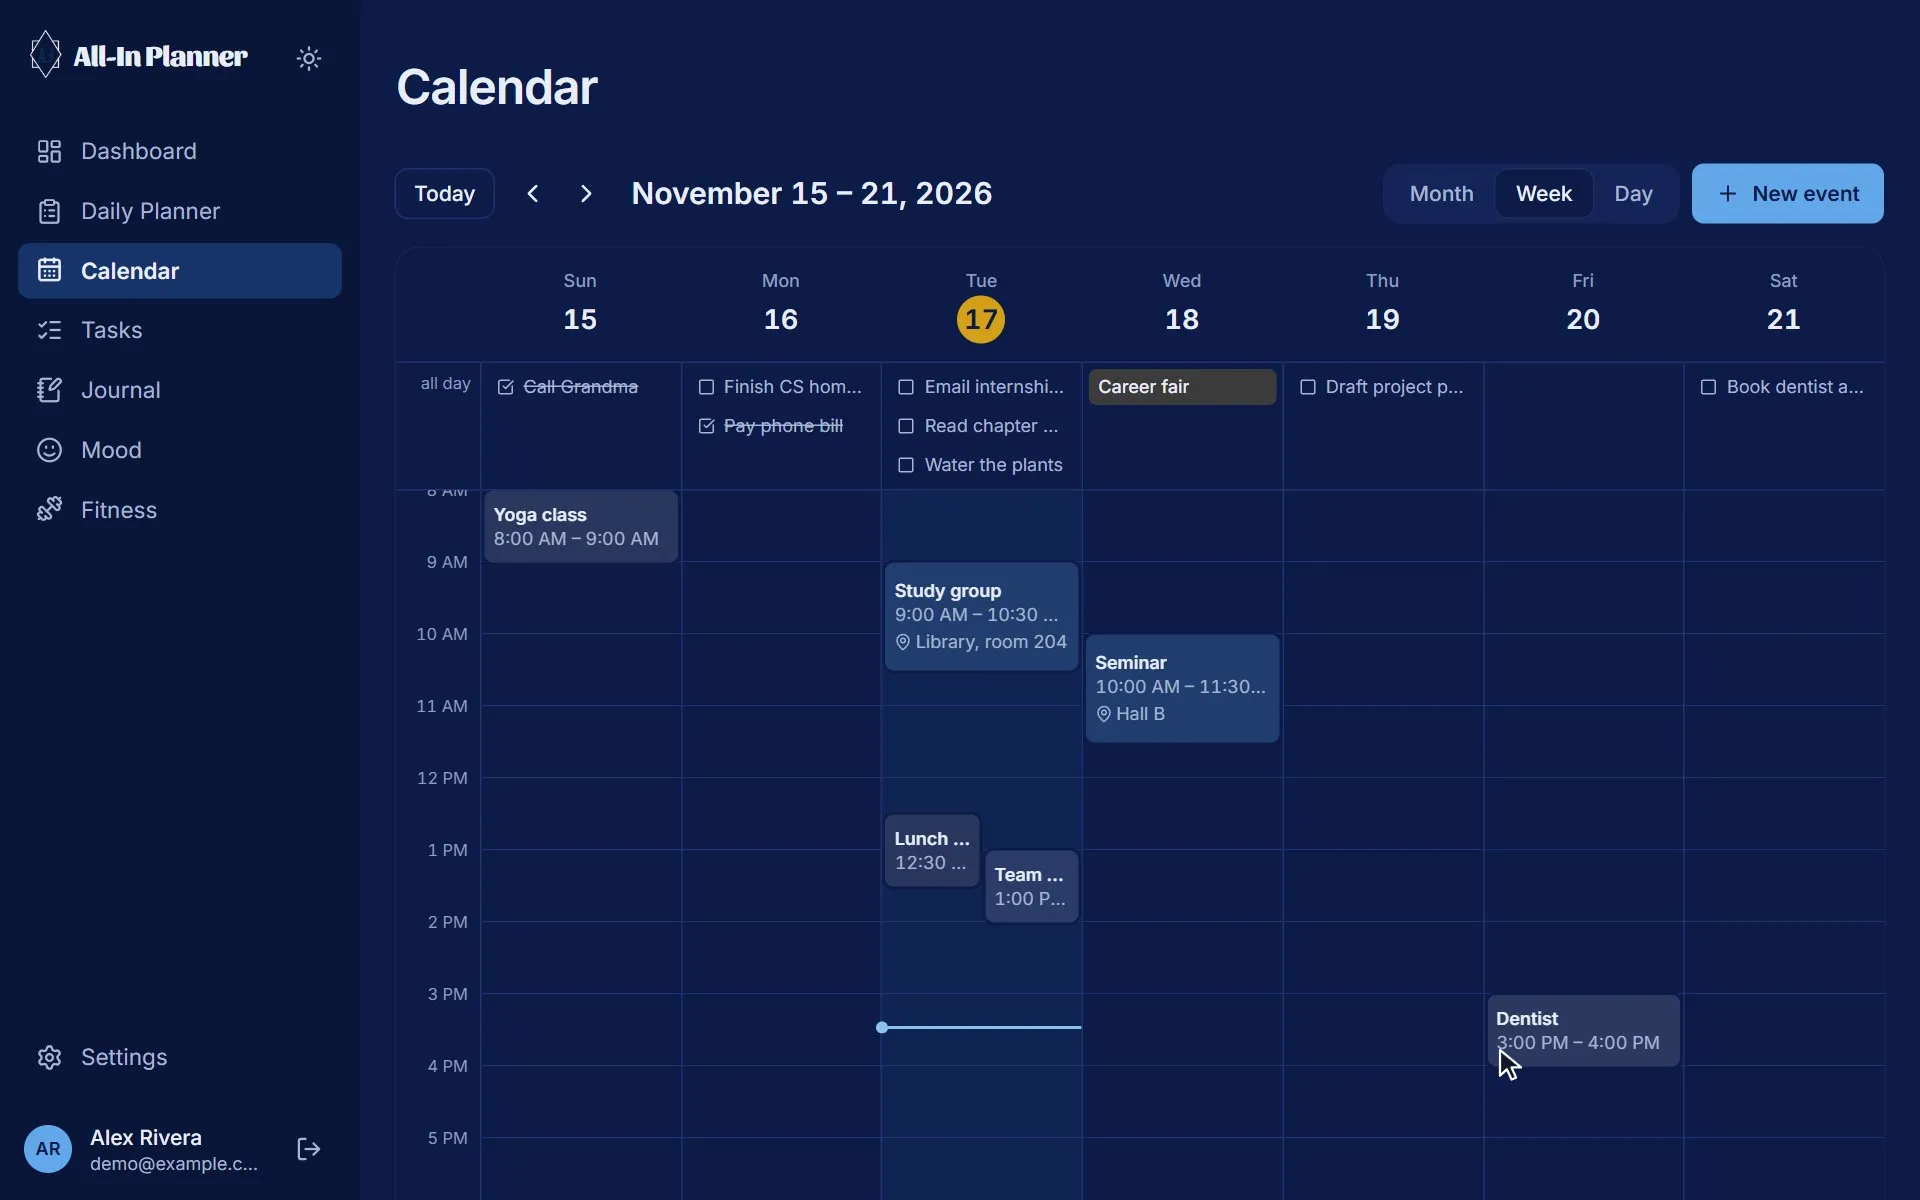 All-In Planner
Dashboard
Daily Planner
Calendar
Tasks
Journal
Mood
Fitness
Settings
AR
Alex Rivera
demo@example.c...
Calendar
Today
November 15 – 21, 2026
Month
Week
Day
+ New event
Sun
15
Mon
16
Tue
17
Wed
18
Thu
19
Fri
20
Sat
21
all day
Call Grandma
Finish CS hom...
Pay phone bill
Email internshi...
Read chapter ...
Water the plants
Career fair
Draft project p...
Book dentist a...
8 AM
9 AM
10 AM
11 AM
12 PM
1 PM
2 PM
3 PM
4 PM
5 PM
Yoga class
8:00 AM – 9:00 AM
Study group
9:00 AM – 10:30 ...
Library, room 204
Lunch ...
12:30 ...
Team ...
1:00 P...
Seminar
10:00 AM – 11:30...
Hall B
Dentist
3:00 PM – 4:00 PM